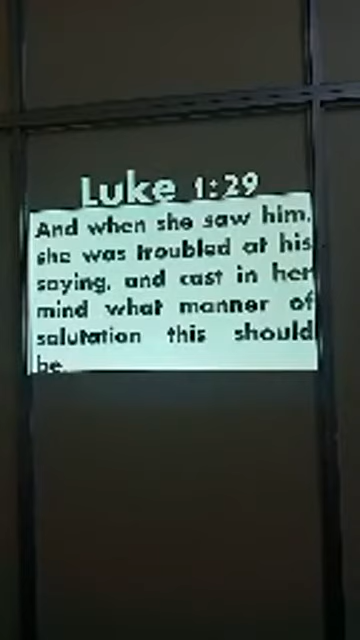 Luke 1:29
And when she saw him,
she was troubled at his
saying, and cast in her
mind what manner of
salutation this should
be.